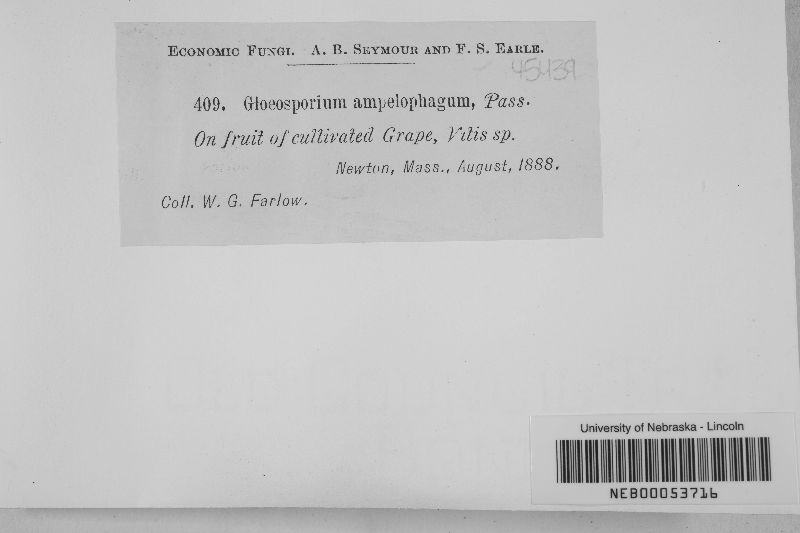 ECONOMIC FUNGI. A. B. SEYMOUR AND F. S. EARLE.
45439
409. Gloeosporium ampelophagum, Pass.
On fruit of cultivated Grape, Vitis sp.
Newton, Mass., August, 1888.
Coll. W. G. Farlow.
University of Nebraska - Lincoln
NEB00053716